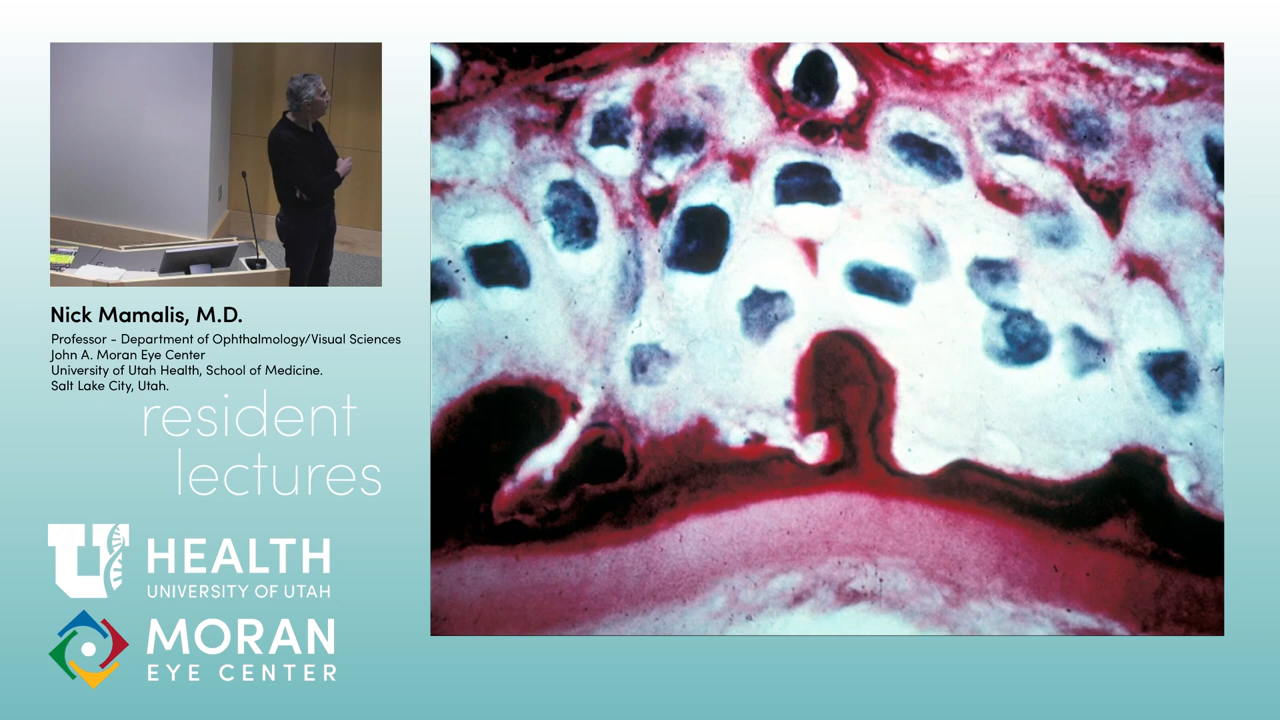 Nick Mamalis, M.D.
Professor - Department of Ophthalmology/Visual Sciences
John A. Moran Eye Center
University of Utah Health, School of Medicine.
Salt Lake City, Utah.
resident
lectures
U HEALTH
UNIVERSITY OF UTAH
MORAN
EYE CENTER